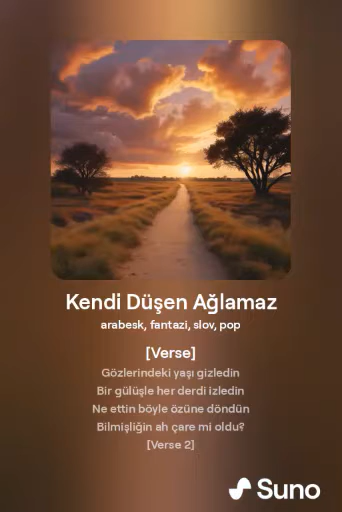 Kendi Düşen Ağlamaz
arabesk, fantazi, slov, pop
[Verse]
Gözlerindeki yaşı gizledin
Bir gülüşle her derdi izledin
Ne ettin böyle özüne döndün
Bilmişliğin ah çare mi oldu?
[Verse 2]
Suno